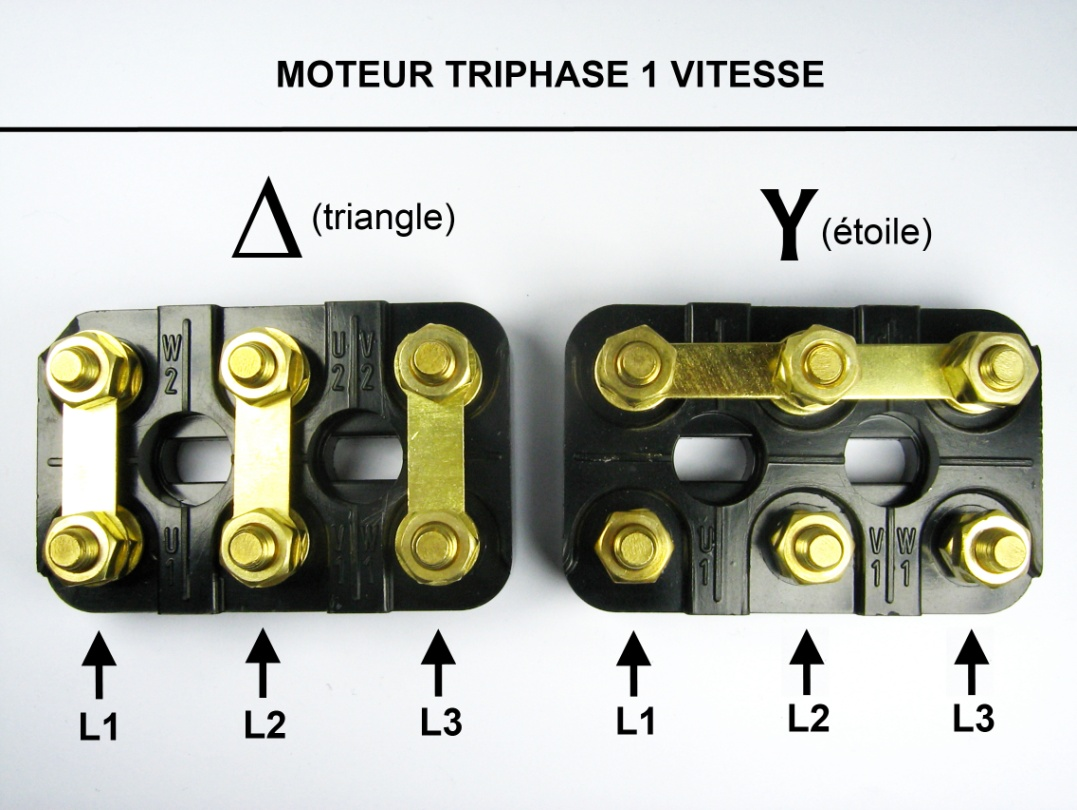 MOTEUR TRIPHASE 1 VITESSE
Δ (triangle)
Y (étoile)
W2
U2 V2
U1
V1 W1
U1
V1 W1
L1 L2 L3
L1 L2 L3